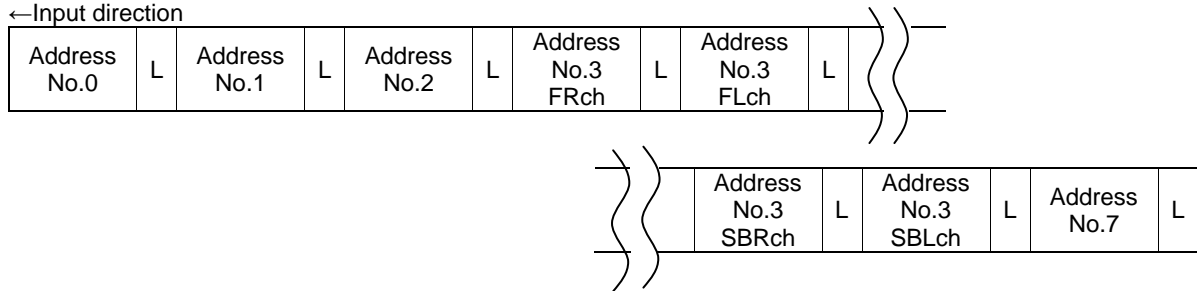 ←Input direction
Address No.0
L
Address No.1
L
Address No.2
L
Address No.3 FRch
L
Address No.3 FLch
L
Address No.3 SBRch
L
Address No.3 SBLch
L
Address No.7
L